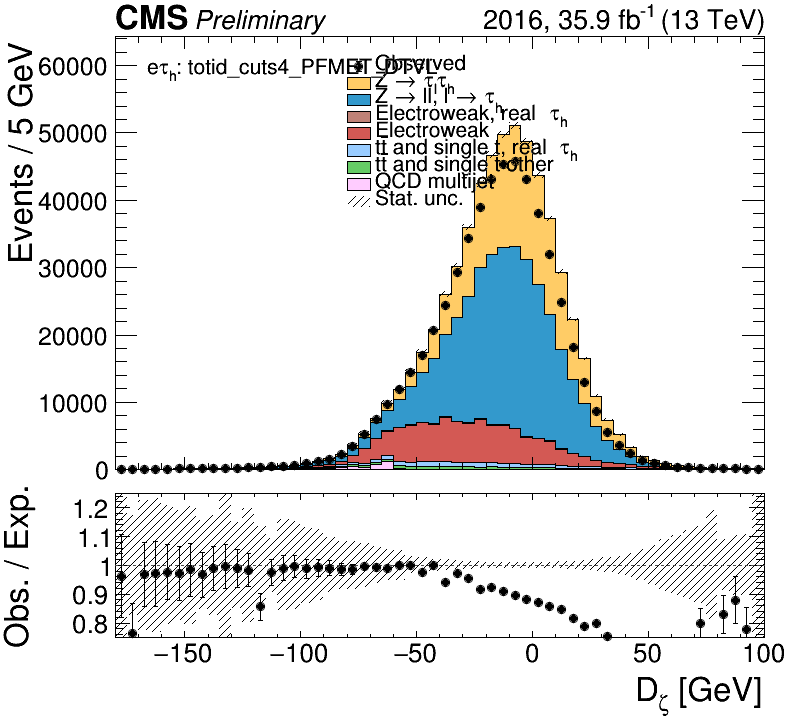 CMS Preliminary 2016, 35.9 fb⁻¹ (13 TeV)
Events / 5 GeV
60000
50000
40000
30000
20000
10000
0
eτₕ: totid_cuts4_PFMET_DTVL
Observed
Z → τₗτₕ
Z → ll, l → τₕ
Electroweak, real τₕ
Electroweak
tt and single t, real τₕ
tt and single t other
QCD multijet
Stat. unc.
Obs. / Exp.
1.2
1.1
1
0.9
0.8
−150 −100 −50 0 50 100
D_ζ [GeV]